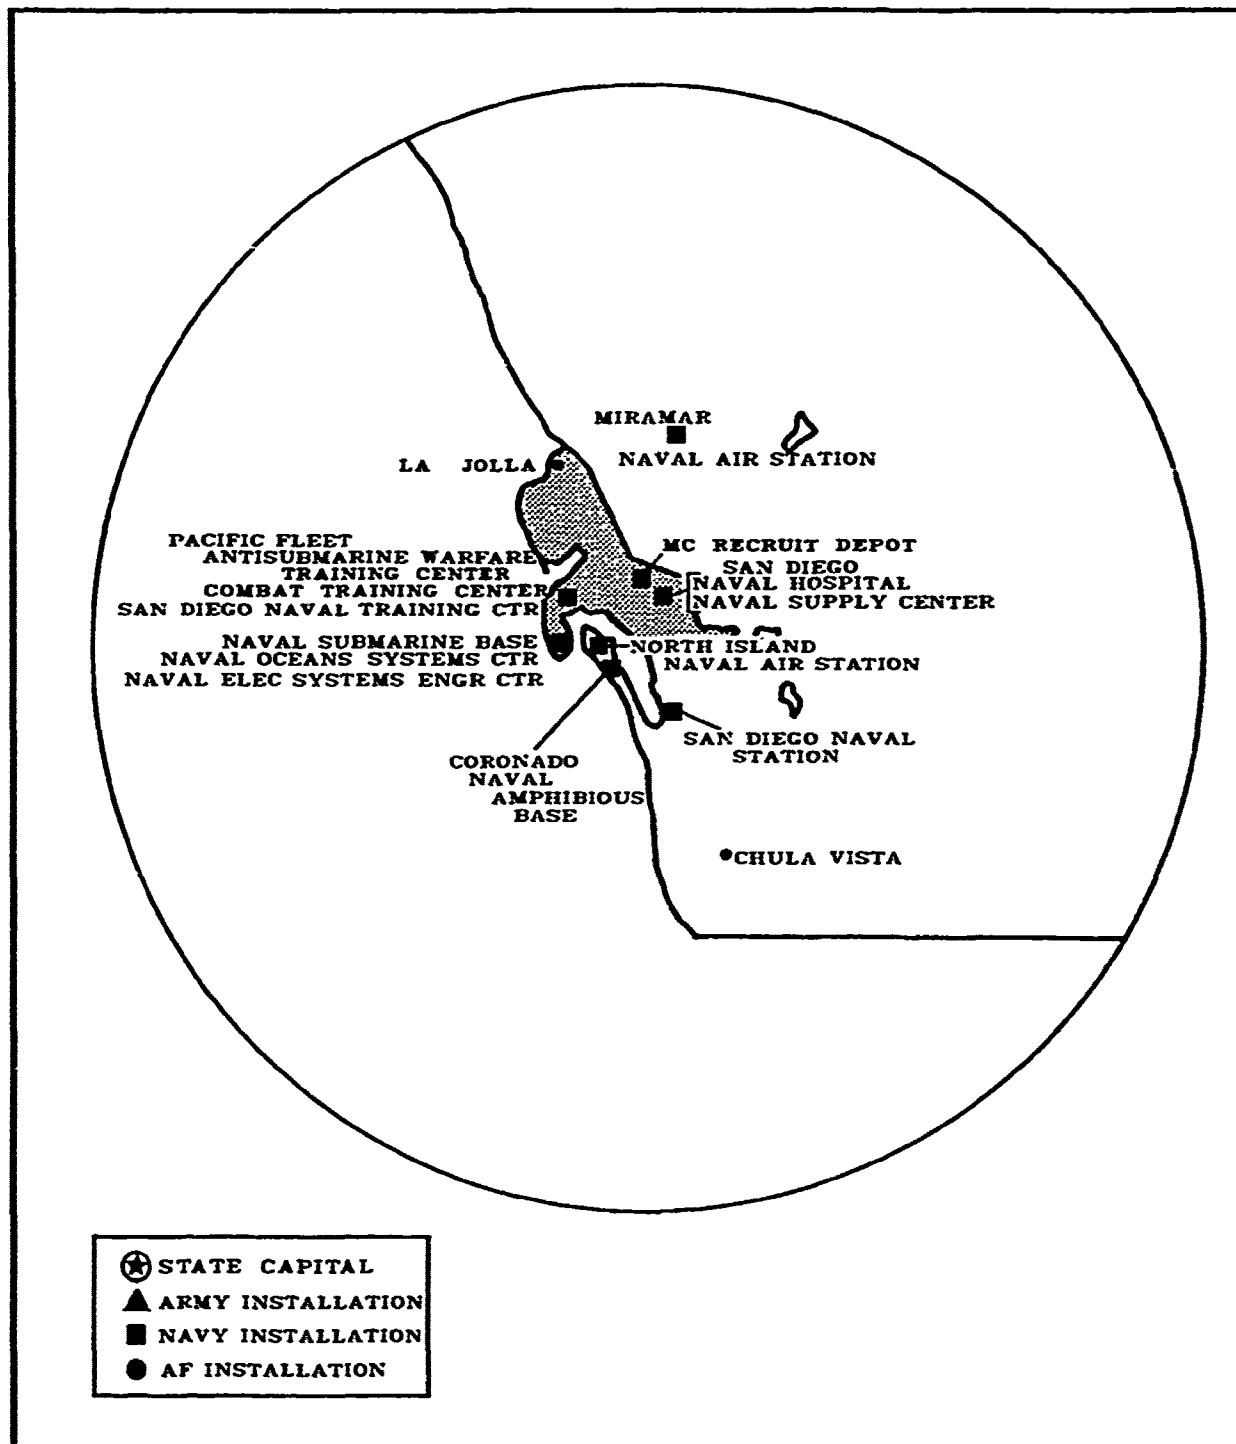 MIRAMAR
NAVAL AIR STATION
LA JOLLA
PACIFIC FLEET
ANTISUBMARINE WARFARE
TRAINING CENTER
COMBAT TRAINING CENTER
SAN DIEGO NAVAL TRAINING CTR
MC RECRUIT DEPOT
SAN DIEGO
NAVAL HOSPITAL
NAVAL SUPPLY CENTER
NAVAL SUBMARINE BASE
NAVAL OCEANS SYSTEMS CTR
NAVAL ELEC SYSTEMS ENGR CTR
NORTH ISLAND
NAVAL AIR STATION
SAN DIEGO NAVAL
STATION
CORONADO
NAVAL
AMPHIBIOUS
BASE
CHULA VISTA
STATE CAPITAL
ARMY INSTALLATION
NAVY INSTALLATION
AF INSTALLATION